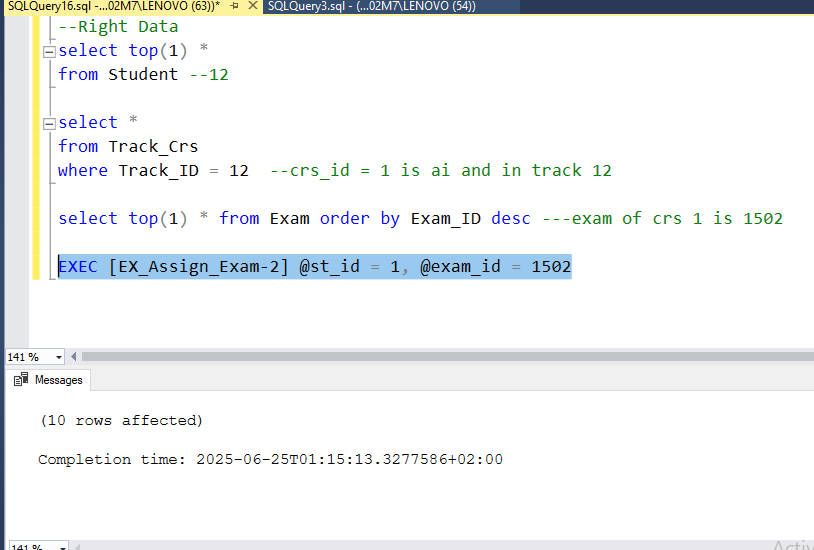 SQLQuery16.sql -...02M7\LENOVO (63))* SQLQuery3.sql - (...02M7\LENOVO (54))
--Right Data
select top(1) *
from Student --12
select *
from Track_Crs
where Track_ID = 12  --crs_id = 1 is ai and in track 12
select top(1) * from Exam order by Exam_ID desc ---exam of crs 1 is 1502
EXEC [EX_Assign_Exam-2] @st_id = 1, @exam_id = 1502
141 %
Messages
(10 rows affected)
Completion time: 2025-06-25T01:15:13.3277586+02:00
141 %